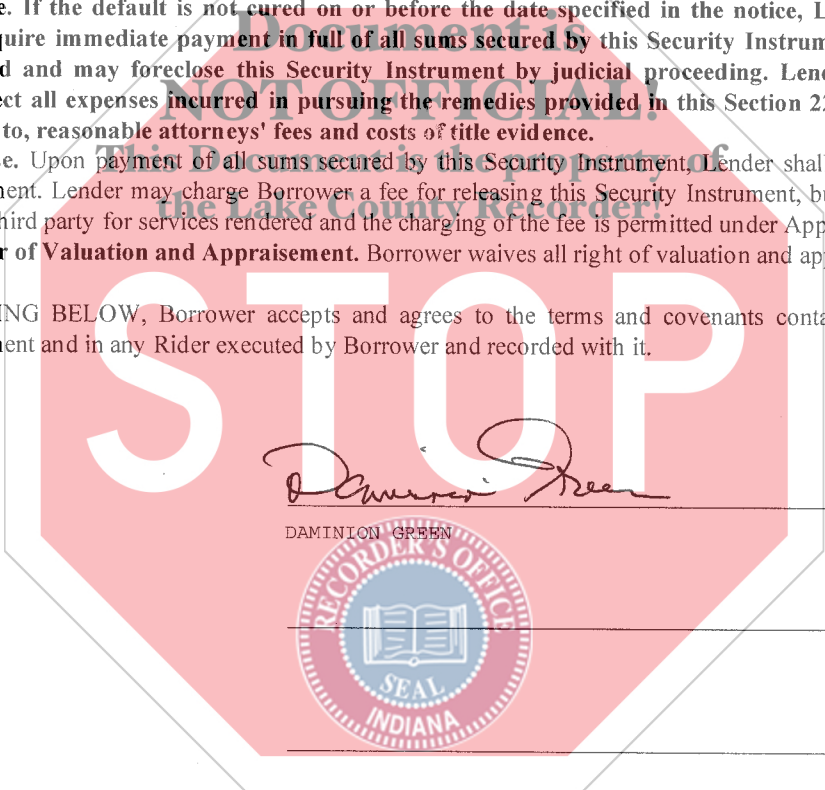 e. If the default is not cured on or before the date specified in the notice, L
quire immediate payment in full of all sums secured by this Security Instrum
d and may foreclose this Security Instrument by judicial proceeding. Lend
ect all expenses incurred in pursuing the remedies provided in this Section 22
to, reasonable attorneys' fees and costs of title evidence.
e. Upon payment of all sums secured by this Security Instrument, Lender shal
ent. Lender may charge Borrower a fee for releasing this Security Instrument, bu
hird party for services rendered and the charging of the fee is permitted under App
r of Valuation and Appraisement. Borrower waives all right of valuation and app
ING BELOW, Borrower accepts and agrees to the terms and covenants conta
ent and in any Rider executed by Borrower and recorded with it.
Document is
NOT OFFICIAL!
This Document is the property of
the Lake County Recorder!
STOP
Daminion Green
DAMINION GREEN
RECORDER'S OFFICE
SEAL
INDIANA